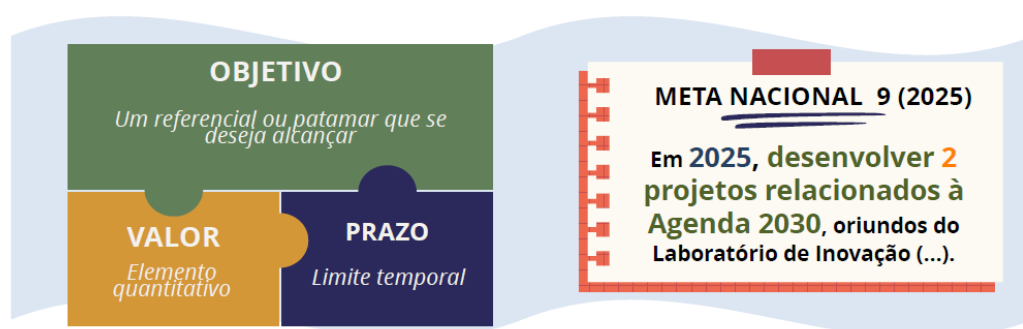 OBJETIVO
Um referencial ou patamar que se
deseja alcançar
VALOR
Elemento
quantitativo
PRAZO
Limite temporal
META NACIONAL 9 (2025)
Em 2025, desenvolver 2
projetos relacionados à
Agenda 2030, oriundos do
Laboratório de Inovação (...).